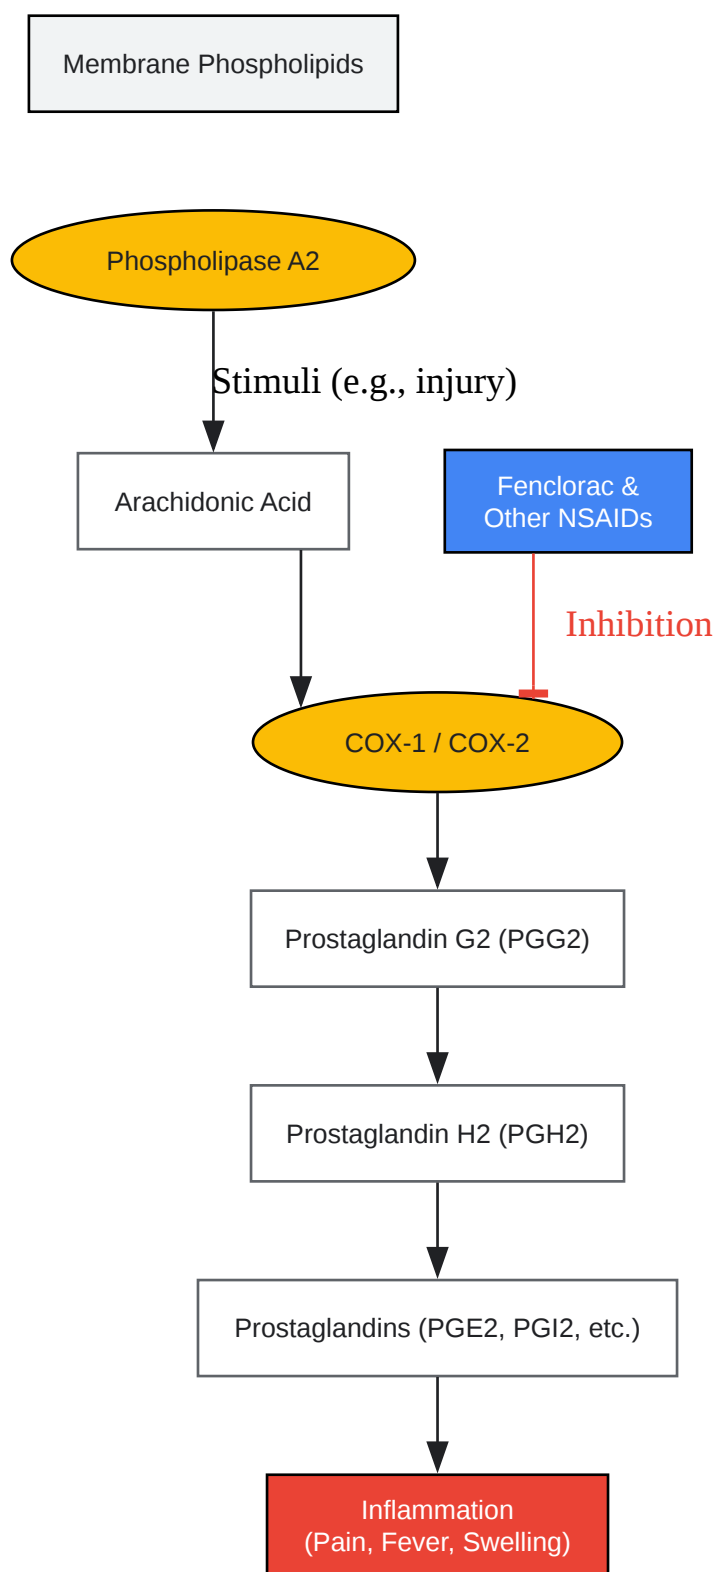 Membrane Phospholipids
Phospholipase A2
Stimuli (e.g., injury)
Arachidonic Acid
Fenclorac &
Other NSAIDs
Inhibition
COX-1 / COX-2
Prostaglandin G2 (PGG2)
Prostaglandin H2 (PGH2)
Prostaglandins (PGE2, PGI2, etc.)
Inflammation
(Pain, Fever, Swelling)